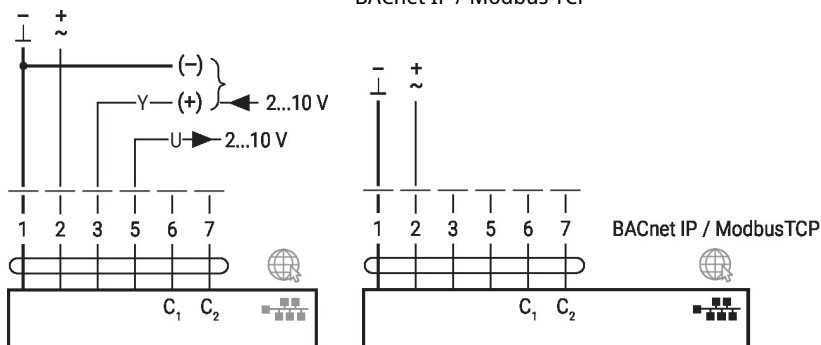 BACnet IP / Modbus TCP
– +
⊥ ~
(–)
Y (+) 2...10 V
U 2...10 V
1 2 3 5 6 7
C₁ C₂
– +
⊥ ~
1 2 3 5 6 7 BACnet IP / ModbusTCP
C₁ C₂